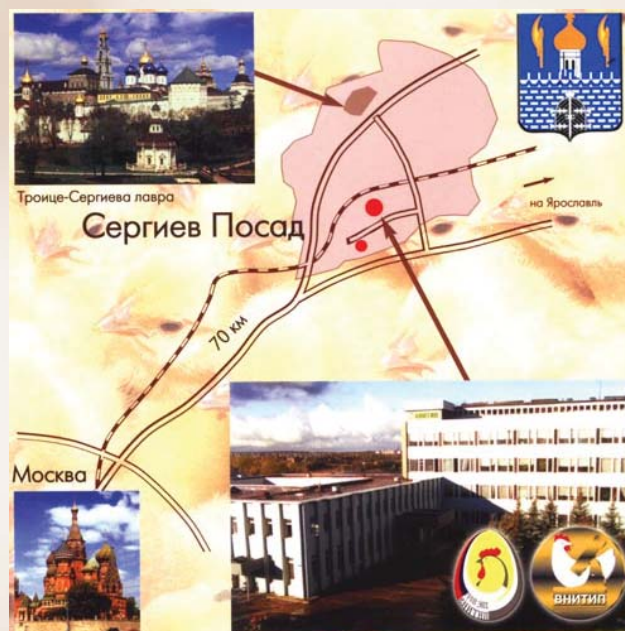 Троице-Сергиева лавра
Сергиев Посад
на Ярославль
70 км
Москва
ВНИТИП